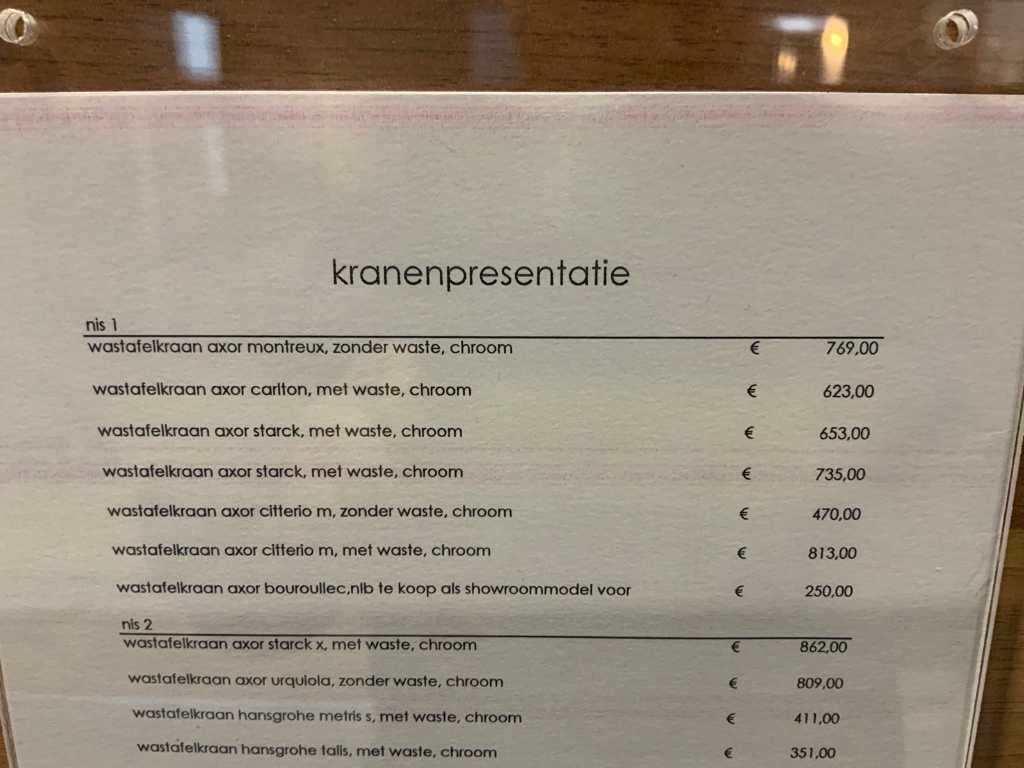 kranenpresentatie
nis 1
wastafelkraan axor montreux, zonder waste, chroom € 769,00
wastafelkraan axor carlton, met waste, chroom € 623,00
wastafelkraan axor starck, met waste, chroom € 653,00
wastafelkraan axor starck, met waste, chroom € 735,00
wastafelkraan axor citterio m, zonder waste, chroom € 470,00
wastafelkraan axor citterio m, met waste, chroom € 813,00
wastafelkraan axor bouroullec,nlb te koop als showroommodel voor € 250,00
nis 2
wastafelkraan axor starck x, met waste, chroom € 862,00
wastafelkraan axor urquiola, zonder waste, chroom € 809,00
wastafelkraan hansgrohe metris s, met waste, chroom € 411,00
wastafelkraan hansgrohe talis, met waste, chroom € 351,00